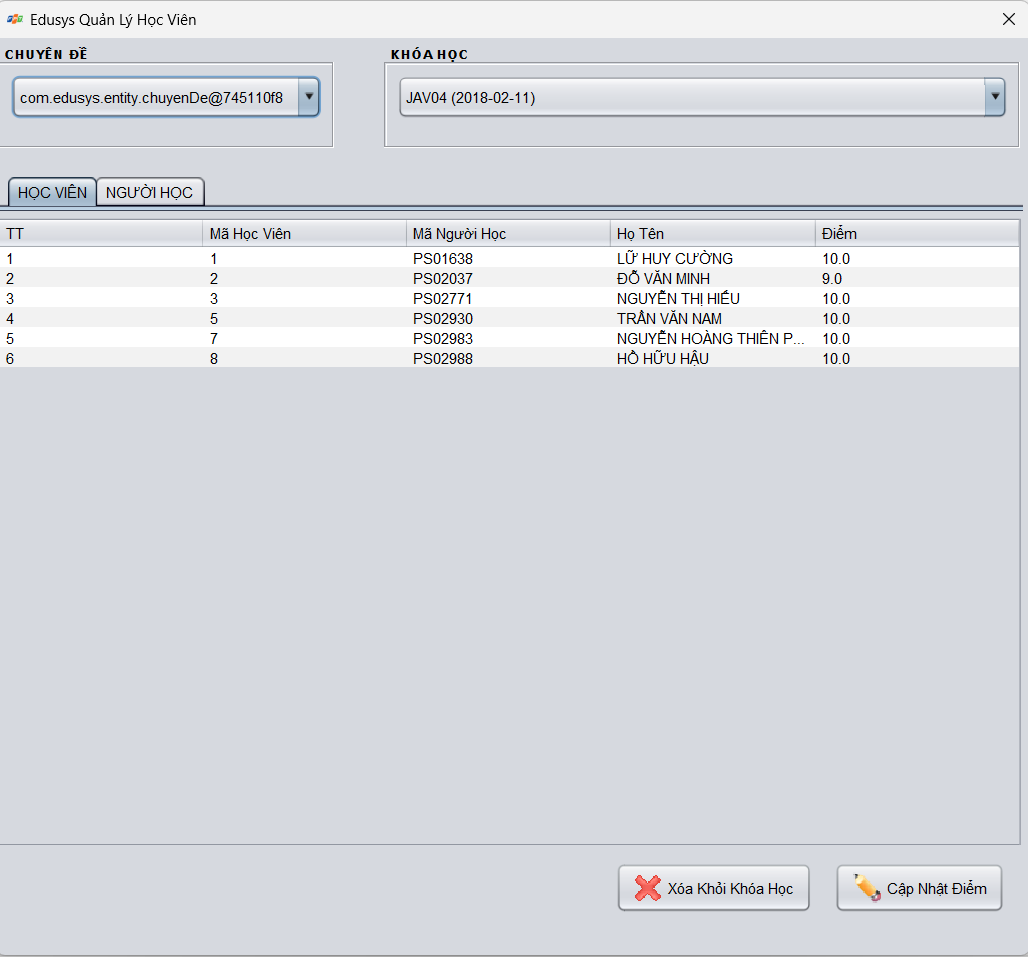 Edusys Quản Lý Học Viên
CHUYÊN ĐỀ KHÓA HỌC
com.edusys.entity.chuyenDe@745110f8 JAV04 (2018-02-11)
HỌC VIÊN NGƯỜI HỌC
TT Mã Học Viên Mã Người Học Họ Tên Điểm
1 1 PS01638 LỮ HUY CƯỜNG 10.0
2 2 PS02037 ĐỖ VĂN MINH 9.0
3 3 PS02771 NGUYỄN THỊ HIẾU 10.0
4 5 PS02930 TRẦN VĂN NAM 10.0
5 7 PS02983 NGUYỄN HOÀNG THIÊN P... 10.0
6 8 PS02988 HỒ HỮU HẬU 10.0
Xóa Khỏi Khóa Học Cập Nhật Điểm